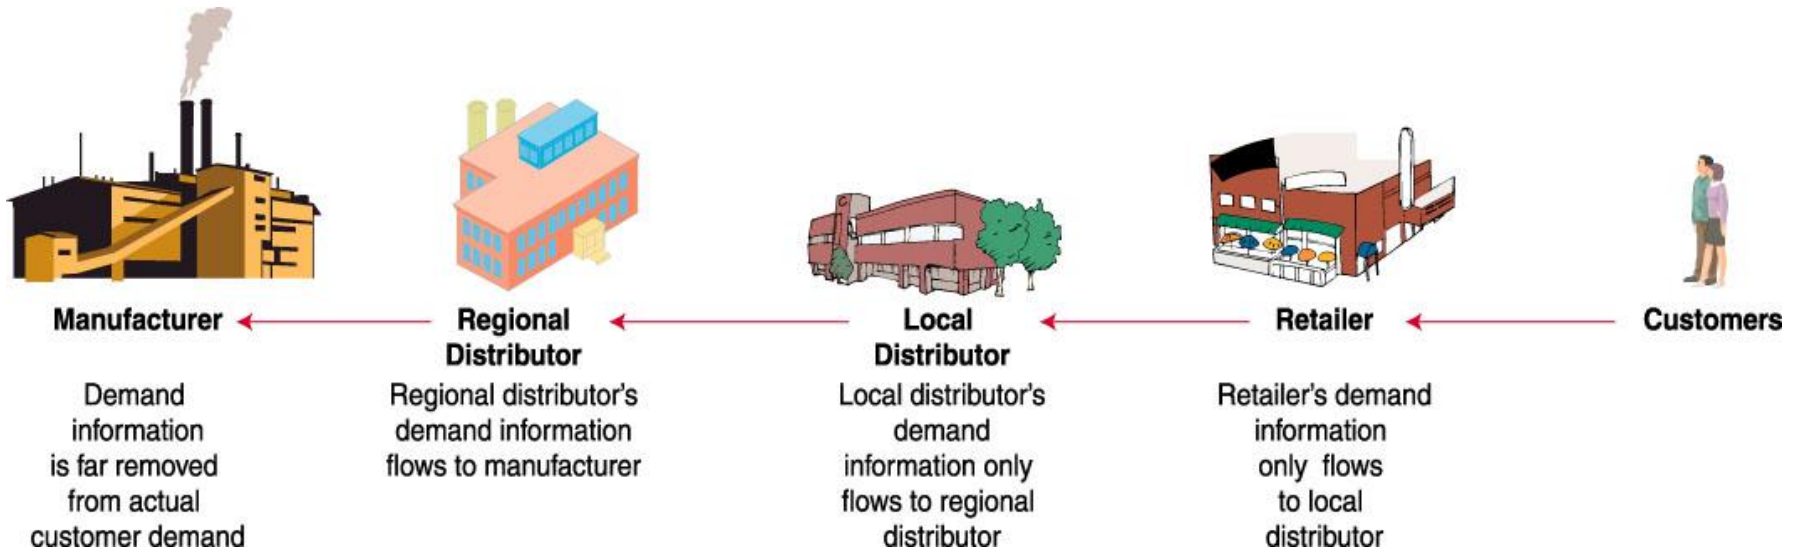 Manufacturer
Regional
Distributor
Local
Distributor
Retailer
Customers
Demand
information
is far removed
from actual
customer demand
Regional distributor's
demand information
flows to manufacturer
Local distributor's
demand
information only
flows to regional
distributor
Retailer's demand
information
only flows
to local
distributor